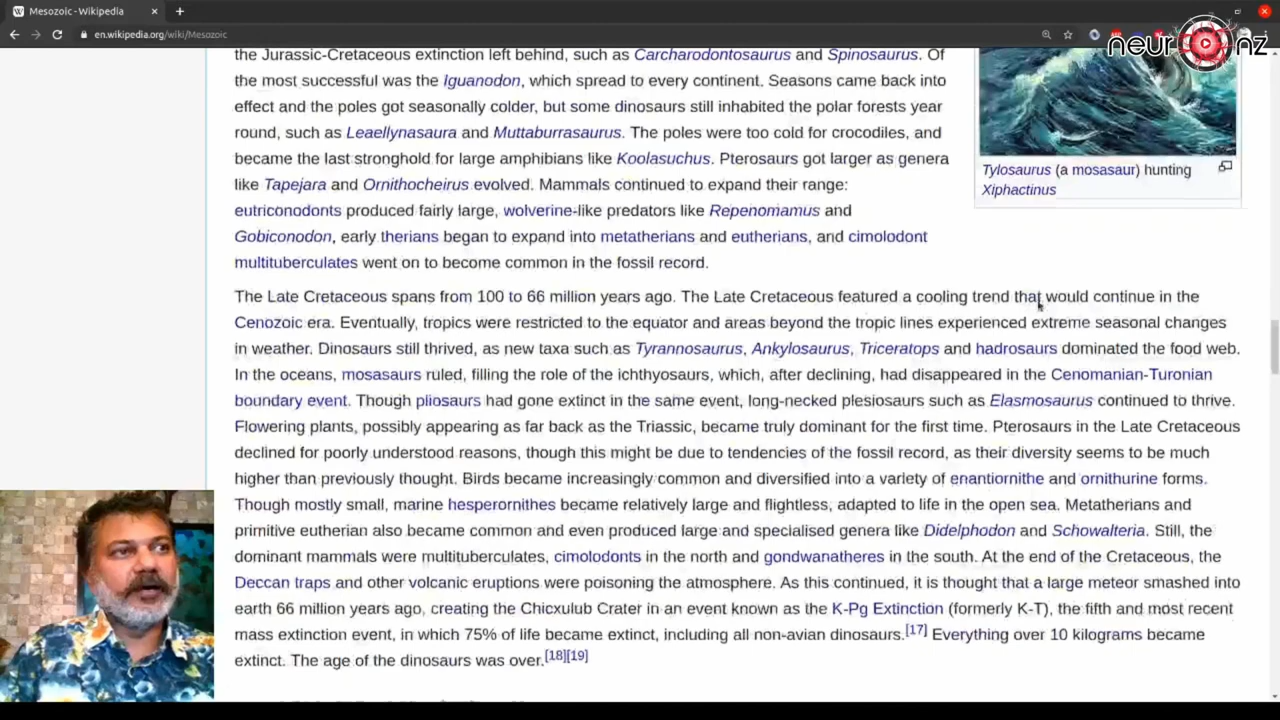 Mesozoic - Wikipedia
en.wikipedia.org/wiki/Mesozoic
neuronz
the Jurassic-Cretaceous extinction left behind, such as Carcharodontosaurus and Spinosaurus. Of
the most successful was the Iguanodon, which spread to every continent. Seasons came back into
effect and the poles got seasonally colder, but some dinosaurs still inhabited the polar forests year
round, such as Leaellynasaura and Muttaburrasaurus. The poles were too cold for crocodiles, and
became the last stronghold for large amphibians like Koolasuchus. Pterosaurs got larger as genera
like Tapejara and Ornithocheirus evolved. Mammals continued to expand their range:
eutriconodonts produced fairly large, wolverine-like predators like Repenomamus and
Gobiconodon, early therians began to expand into metatherians and eutherians, and cimolodont
multituberculates went on to become common in the fossil record.
Tylosaurus (a mosasaur) hunting
Xiphactinus
The Late Cretaceous spans from 100 to 66 million years ago. The Late Cretaceous featured a cooling trend that would continue in the
Cenozoic era. Eventually, tropics were restricted to the equator and areas beyond the tropic lines experienced extreme seasonal changes
in weather. Dinosaurs still thrived, as new taxa such as Tyrannosaurus, Ankylosaurus, Triceratops and hadrosaurs dominated the food web.
In the oceans, mosasaurs ruled, filling the role of the ichthyosaurs, which, after declining, had disappeared in the Cenomanian-Turonian
boundary event. Though pliosaurs had gone extinct in the same event, long-necked plesiosaurs such as Elasmosaurus continued to thrive.
Flowering plants, possibly appearing as far back as the Triassic, became truly dominant for the first time. Pterosaurs in the Late Cretaceous
declined for poorly understood reasons, though this might be due to tendencies of the fossil record, as their diversity seems to be much
higher than previously thought. Birds became increasingly common and diversified into a variety of enantiornithe and ornithurine forms.
Though mostly small, marine hesperornithes became relatively large and flightless, adapted to life in the open sea. Metatherians and
primitive eutherian also became common and even produced large and specialised genera like Didelphodon and Schowalteria. Still, the
dominant mammals were multituberculates, cimolodonts in the north and gondwanatheres in the south. At the end of the Cretaceous, the
Deccan traps and other volcanic eruptions were poisoning the atmosphere. As this continued, it is thought that a large meteor smashed into
earth 66 million years ago, creating the Chicxulub Crater in an event known as the K-Pg Extinction (formerly K-T), the fifth and most recent
mass extinction event, in which 75% of life became extinct, including all non-avian dinosaurs.[17] Everything over 10 kilograms became
extinct. The age of the dinosaurs was over.[18][19]